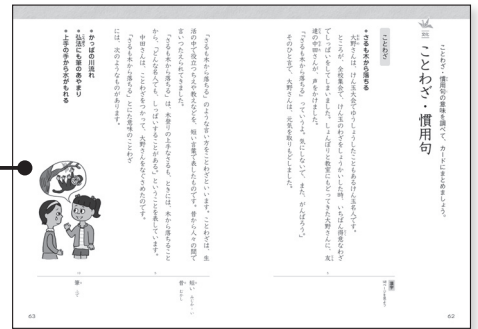 ことわざ・慣用句の意味を調べて、カードにまとめましょう。
ことわざ・慣用句
ことわざ
●さるも木から落ちる
大野さんは、けん玉大会でゆうしょうしたこともあるけん玉名人です。
ところが、全校集会で、けん玉のわざをしょうかいした時、いちばん得意なわざ
でしっぱいをしてしまいました。しょんぼりと教室にもどってきた大野さんに、友
達の中田さんが、声をかけました。
「『さるも木から落ちる』っていうよ。気にしないで、また、がんばろう。」
そのひと言で、大野さんは、元気を取りもどしました。
62
「さるも木から落ちる」のような言い方をことわざといいます。ことわざは、生
活の中で役立つちえや教えなどを、短い言葉で表したものです。昔から人々の間で
言いつたえられてきました。
「さるも木から落ちる」は、木登りの上手なさるも、ときには、木から落ちること
から、「どんな名人でも、しっぱいすることがある。」ということを表しています。
中田さんは、ことわざをつかって、大野さんをなぐさめたのです。
「さるも木から落ちる」とにた意味のことわざ
には、次のようなものがあります。
●かっぱの川流れ
●弘法にも筆のあやまり
●上手の手から水がもれる
短い
昔
筆
63